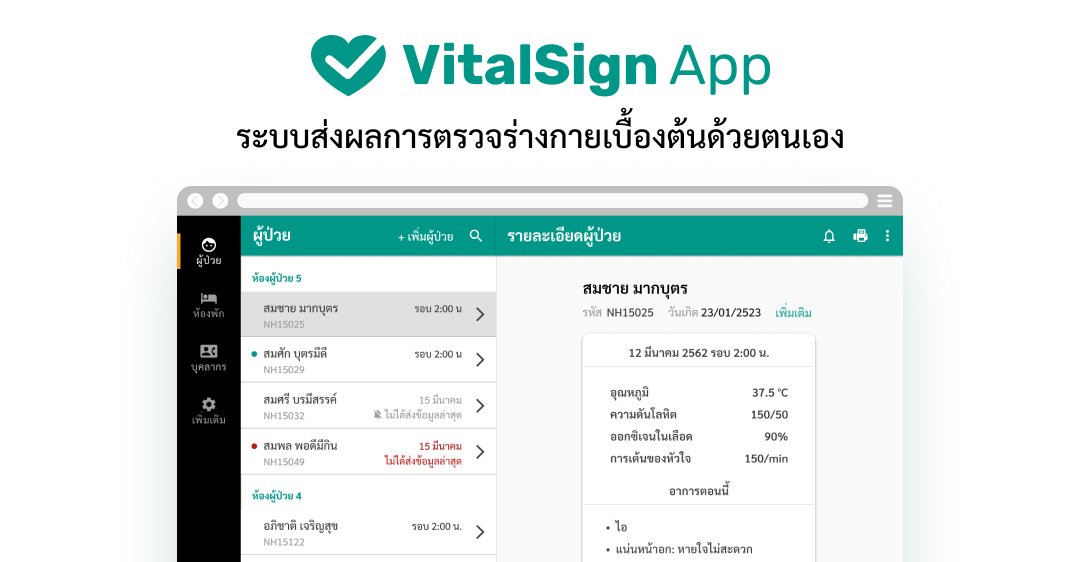 VitalSign App
ระบบส่งผลการตรวจร่างกายเบื้องต้นด้วยตนเอง
ผู้ป่วย
ห้องพัก
บุคลากร
เพิ่มเติม
ผู้ป่วย + เพิ่มผู้ป่วย
ห้องผู้ป่วย 5
สมชาย มากบุตร รอบ 2:00 น
NH15025
สมศัก บุตรมีดี รอบ 2:00 น
NH15029
สมศรี บรมีสรรค์ 15 มีนาคม
NH15032 ไม่ได้ส่งข้อมูลล่าสุด
สมพล พอดีมีกิน 15 มีนาคม
NH15049 ไม่ได้ส่งข้อมูลล่าสุด
ห้องผู้ป่วย 4
อภิชาติ เจริญสุข รอบ 2:00 น.
NH15122
รายละเอียดผู้ป่วย
สมชาย มากบุตร
รหัส NH15025 วันเกิด 23/01/2523 เพิ่มเติม
12 มีนาคม 2562 รอบ 2:00 น.
อุณหภูมิ 37.5 °C
ความดันโลหิต 150/50
ออกซิเจนในเลือด 90%
การเต้นของหัวใจ 150/min
อาการตอนนี้
• ไอ
• แน่นหน้าอก: หายใจไม่สะดวก